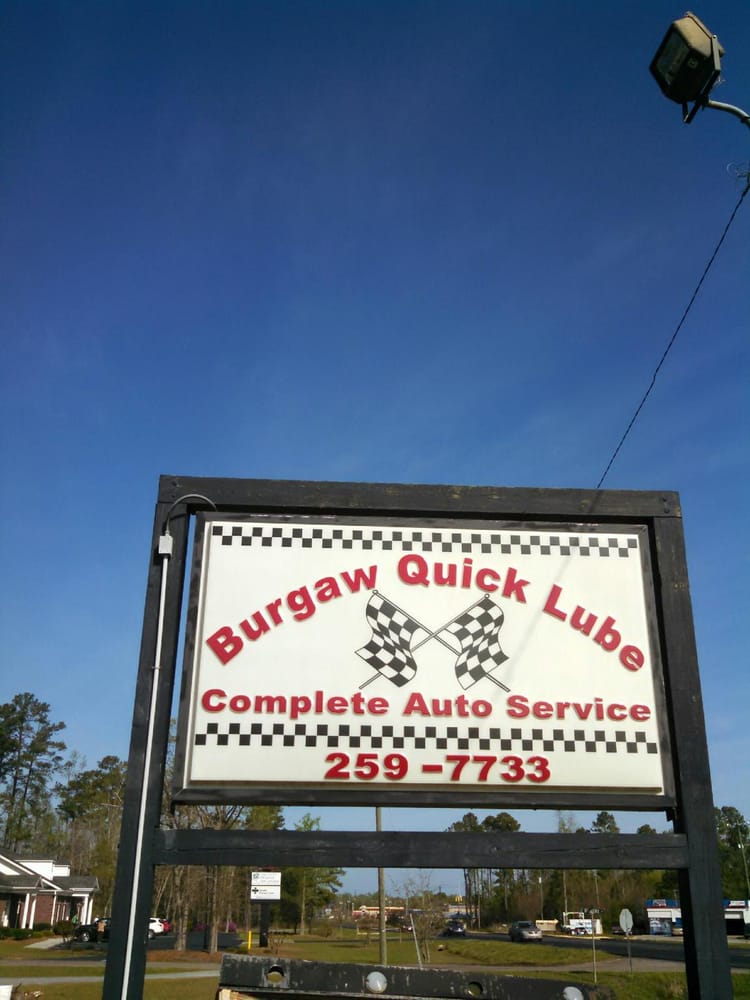 Burgaw Quick Lube
Complete Auto Service
259-7733